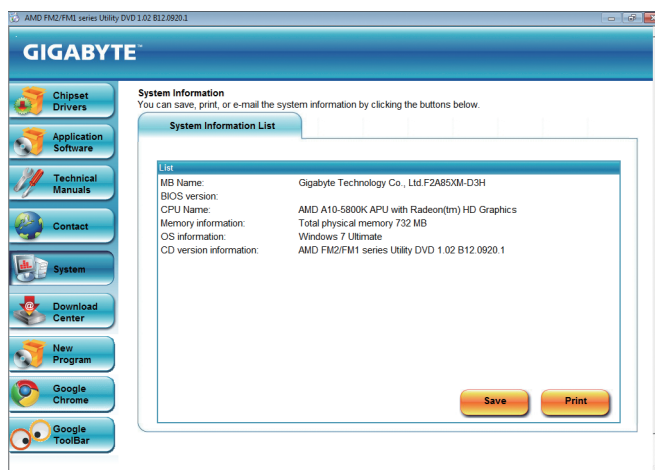 AMD FM2/FM1 series Utility DVD 1.02 B12.0920.1
GIGABYTE™
Chipset
Drivers
Application
Software
Technical
Manuals
Contact
System
Download
Center
New
Program
Google
Chrome
Google
ToolBar
System Information
You can save, print, or e-mail the system information by clicking the buttons below.
System Information List
List
MB Name: Gigabyte Technology Co., Ltd.F2A85XM-D3H
BIOS version:
CPU Name: AMD A10-5800K APU with Radeon(tm) HD Graphics
Memory information: Total physical memory 732 MB
OS information: Windows 7 Ultimate
CD version information: AMD FM2/FM1 series Utility DVD 1.02 B12.0920.1
Save Print